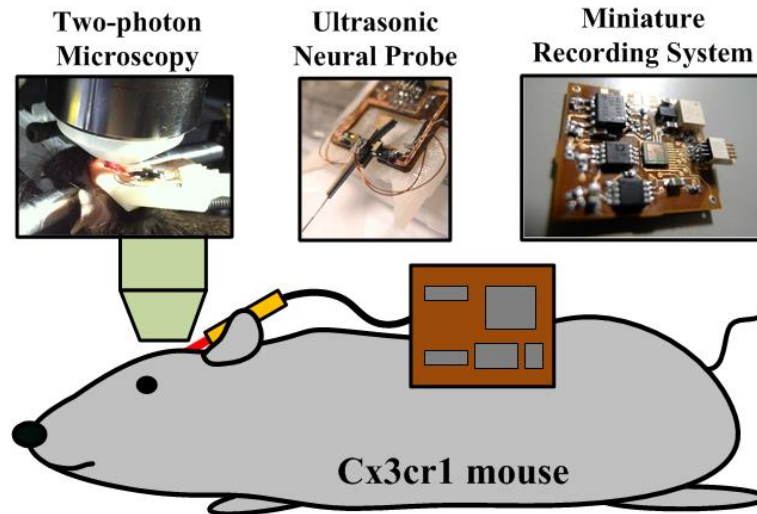 Two-photon
Microscopy
Ultrasonic
Neural Probe
Miniature
Recording System
Cx3cr1 mouse